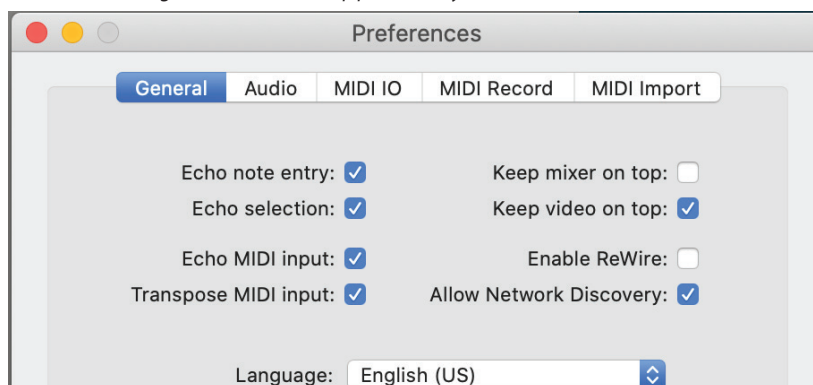 Preferences
General Audio MIDI IO MIDI Record MIDI Import
Echo note entry: Keep mixer on top:
Echo selection: Keep video on top:
Echo MIDI input: Enable ReWire:
Transpose MIDI input: Allow Network Discovery:
Language: English (US)